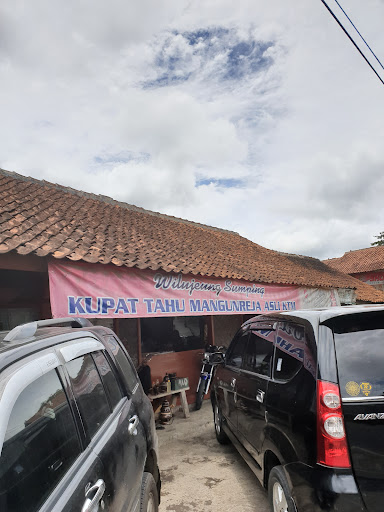 Wilujeung Sumping
KUPAT TAHU MANGUNREJA ASLI
AVANZA